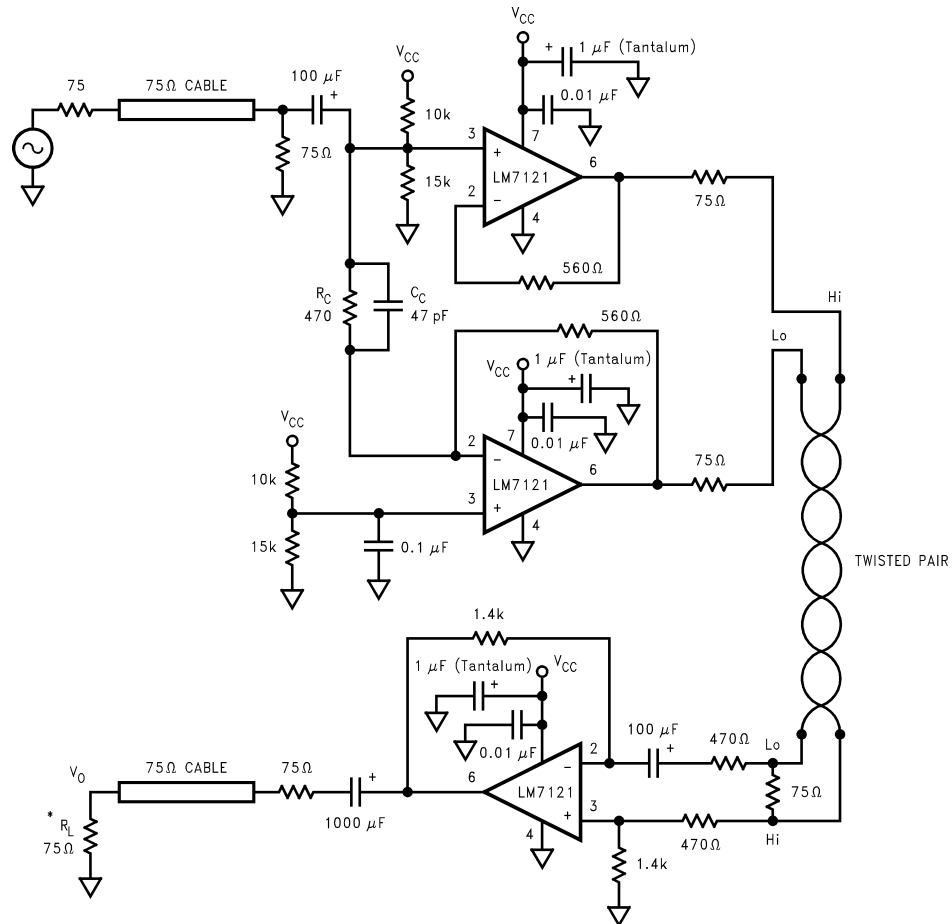 V_CC
+ 1 µF (Tantalum)
0.01 µF
75
75Ω CABLE
100 µF
+
V_CC
10k
75Ω
15k
3
+
7
LM7121
6
2
−
4
560Ω
75Ω
Hi
R_C
470
C_C
47 pF
560Ω
Lo
V_CC
1 µF (Tantalum)
+
0.01 µF
V_CC
10k
15k
0.1 µF
2
−
7
LM7121
6
3
+
4
75Ω
TWISTED PAIR
1.4k
1 µF (Tantalum)
+
V_CC
0.01 µF
100 µF
+
470Ω
Lo
75Ω
2
−
6
LM7121
3
+
4
470Ω
Hi
1.4k
V_O
75Ω CABLE
75Ω
+
1000 µF
* R_L
75Ω